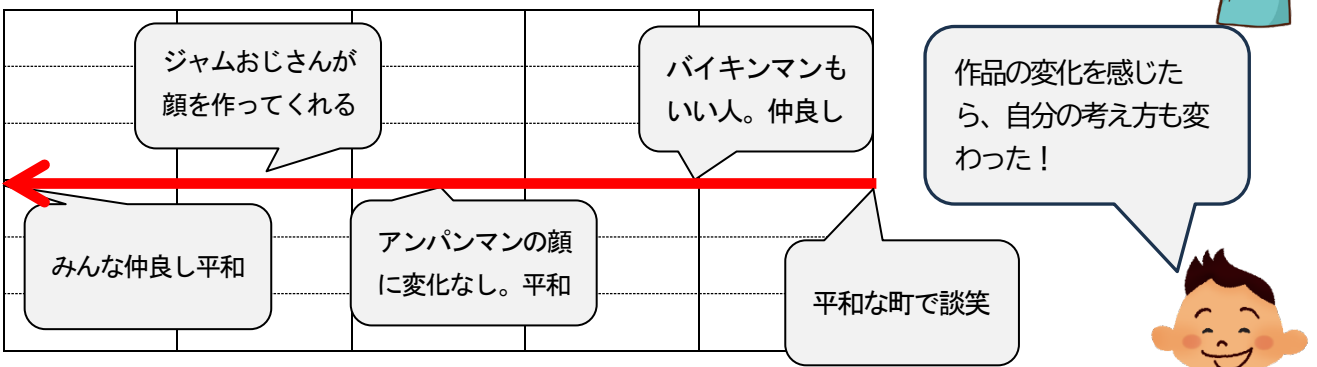 ジャムおじさんが
顔を作ってくれる
バイキンマンも
いい人。仲良し
作品の変化を感じた
ら、自分の考え方も変
わった！
みんな仲良し平和
アンパンマンの顔
に変化なし。平和
平和な町で談笑